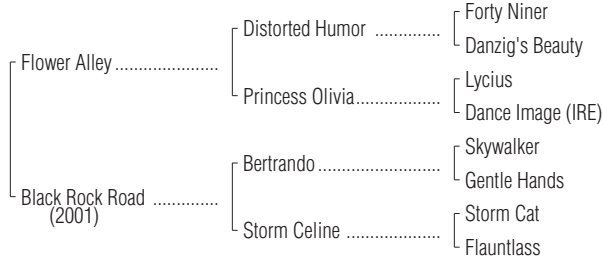 Forty Niner
Distorted Humor ..............
Danzig's Beauty
Flower Alley ......................
Lycius
Princess Olivia..................
Dance Image (IRE)
Skywalker
Bertrando ..........................
Gentle Hands
Black Rock Road ..............
(2001)
Storm Cat
Storm Celine ....................
Flauntlass